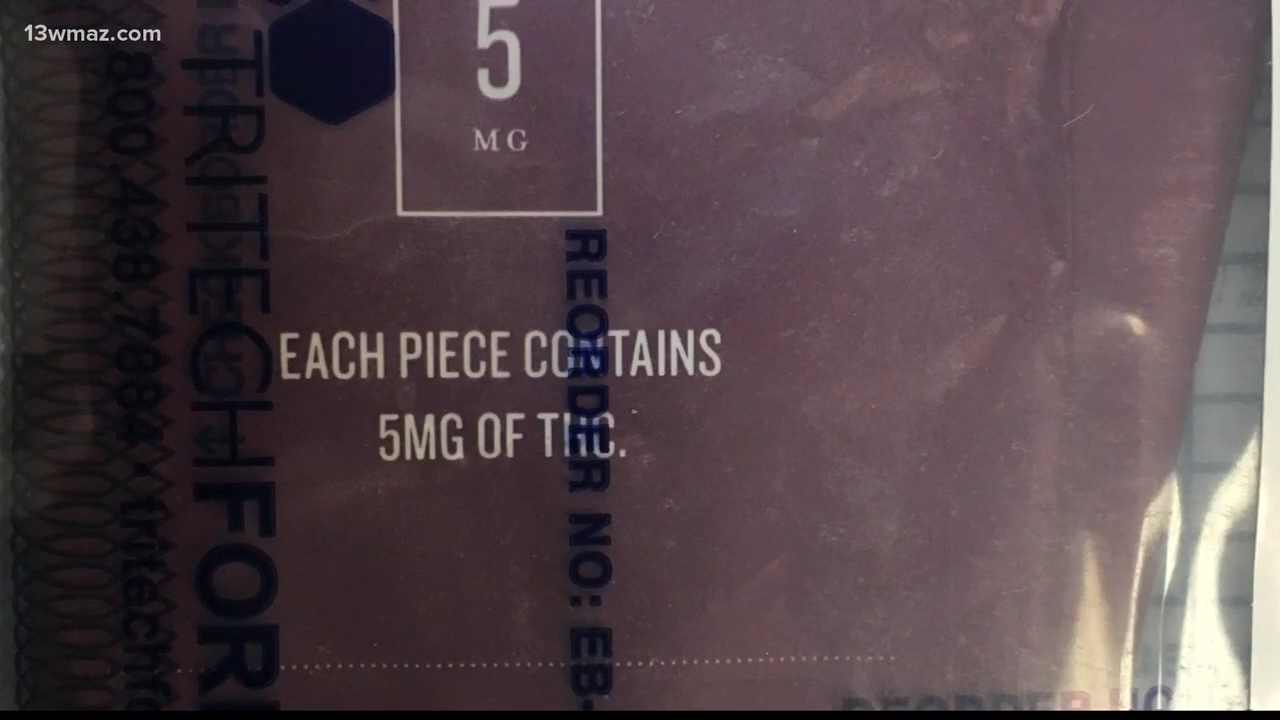 13wmaz.com
5
MG
EACH PIECE CONTAINS
5MG OF THC.
REORDER NO: EB-
TRITECHFOR
800.438.7884 • tritechfo